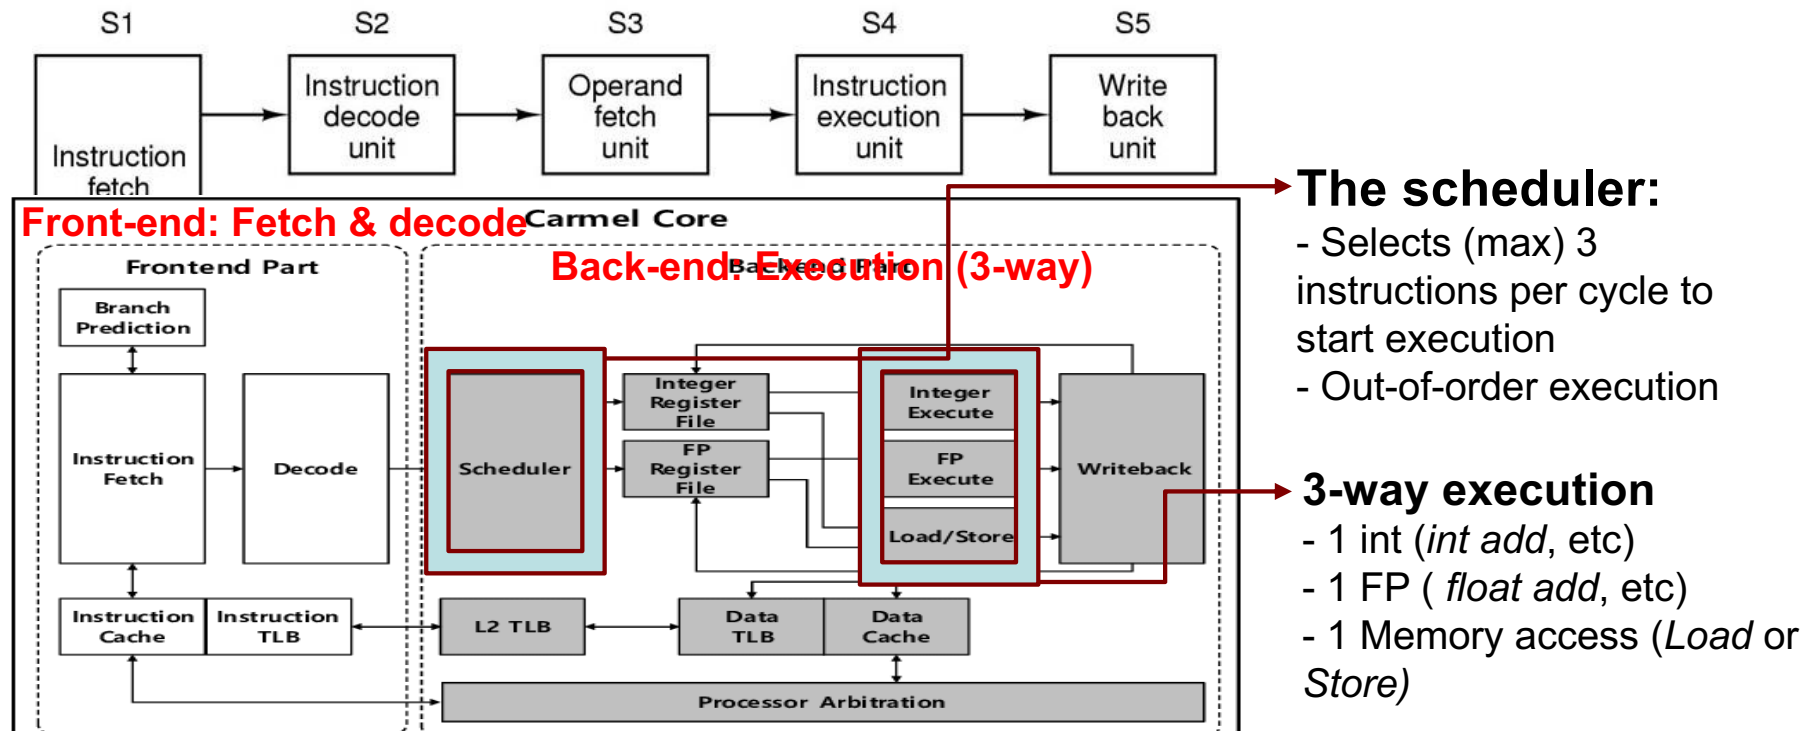 S1
S2
S3
S4
S5
Instruction
fetch
Instruction
decode
unit
Operand
fetch
unit
Instruction
execution
unit
Write
back
unit
Front-end: Fetch & decode
Carmel Core
Frontend Part
Back-end: Execution (3-way)
Backend Part
Branch
Prediction
Instruction
Fetch
Decode
Scheduler
Integer
Register
File
FP
Register
File
Integer
Execute
FP
Execute
Load/Store
Writeback
Instruction
Cache
Instruction
TLB
L2 TLB
Data
TLB
Data
Cache
Processor Arbitration
The scheduler:
- Selects (max) 3
instructions per cycle to
start execution
- Out-of-order execution
3-way execution
- 1 int (int add, etc)
- 1 FP ( float add, etc)
- 1 Memory access (Load or
Store)